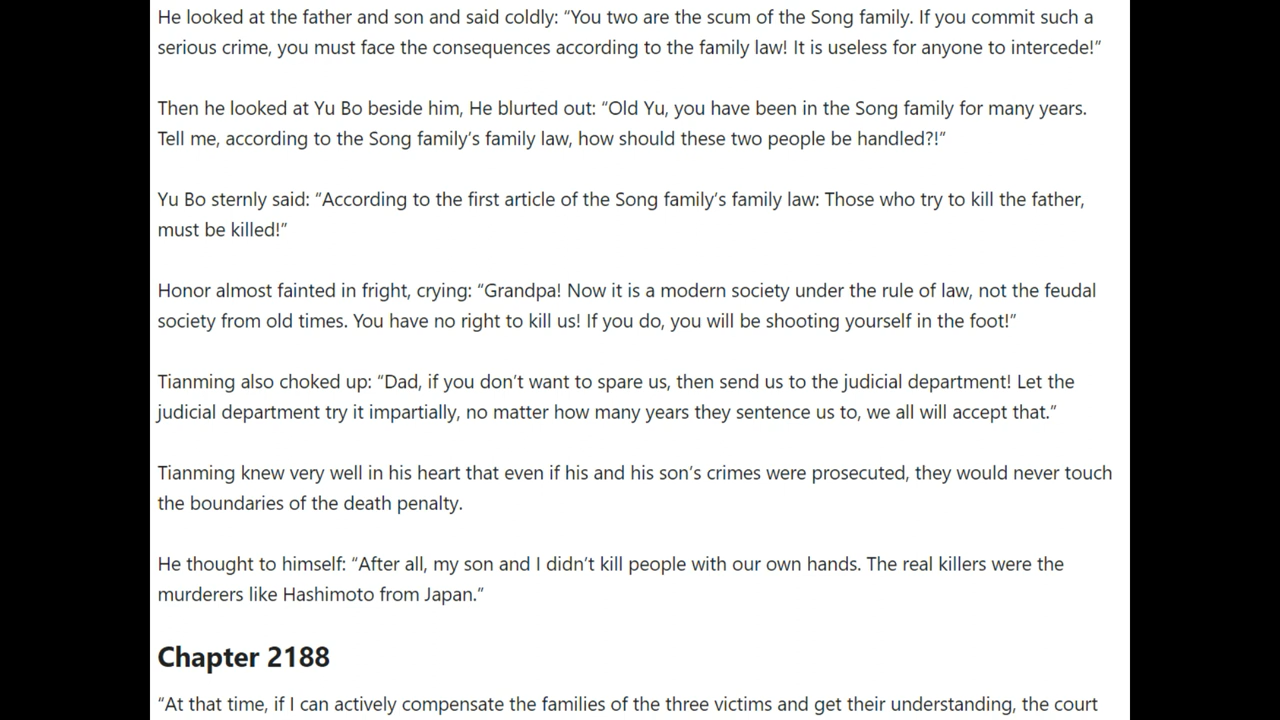 He looked at the father and son and said coldly: “You two are the scum of the Song family. If you commit such a
serious crime, you must face the consequences according to the family law! It is useless for anyone to intercede!”
Then he looked at Yu Bo beside him, He blurted out: “Old Yu, you have been in the Song family for many years.
Tell me, according to the Song family’s family law, how should these two people be handled?!”
Yu Bo sternly said: “According to the first article of the Song family’s family law: Those who try to kill the father,
must be killed!”
Honor almost fainted in fright, crying: “Grandpa! Now it is a modern society under the rule of law, not the feudal
society from old times. You have no right to kill us! If you do, you will be shooting yourself in the foot!”
Tianming also choked up: “Dad, if you don’t want to spare us, then send us to the judicial department! Let the
judicial department try it impartially, no matter how many years they sentence us to, we all will accept that.”
Tianming knew very well in his heart that even if his and his son’s crimes were prosecuted, they would never touch
the boundaries of the death penalty.
He thought to himself: “After all, my son and I didn’t kill people with our own hands. The real killers were the
murderers like Hashimoto from Japan.”
Chapter 2188
“At that time, if I can actively compensate the families of the three victims and get their understanding, the court